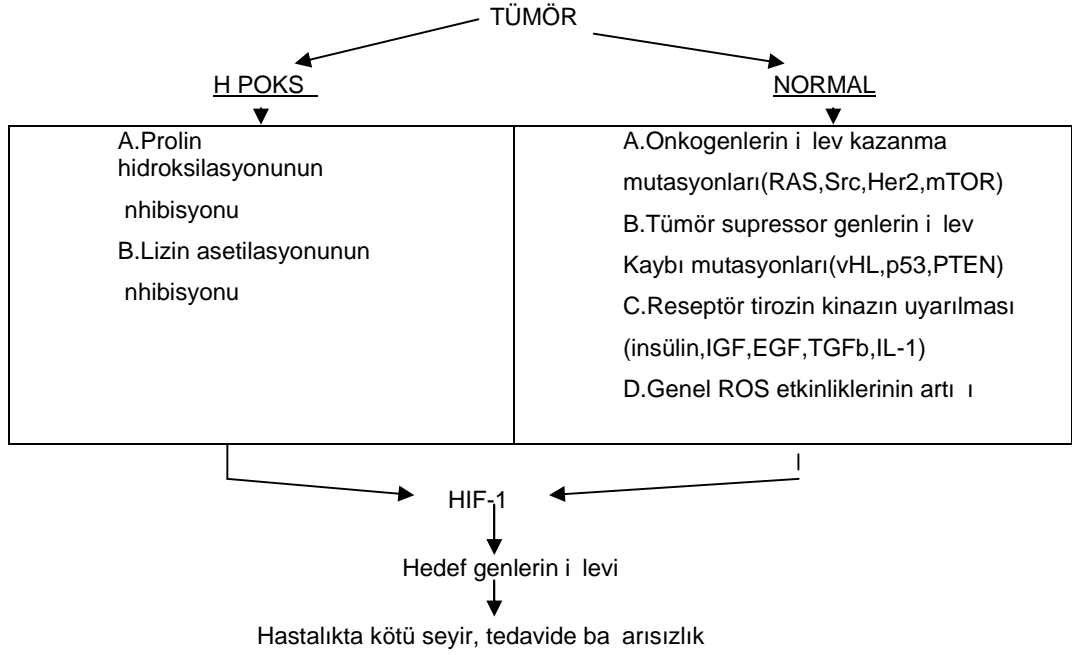 TÜMÖR
H POKS
NORMAL
A.Prolin
hidroksilasyonunun
nhibisyonu
B.Lizin asetilasyonunun
nhibisyonu
A.Onkogenlerin i lev kazanma
mutasyonları(RAS,Src,Her2,mTOR)
B.Tümör supressor genlerin i lev
Kaybı mutasyonları(vHL,p53,PTEN)
C.Reseptör tirozin kinazın uyarılması
(insülin,IGF,EGF,TGFb,IL-1)
D.Genel ROS etkinliklerinin artı ı
HIF-1
Hedef genlerin i levi
Hastalıkta kötü seyir, tedavide ba arısızlık